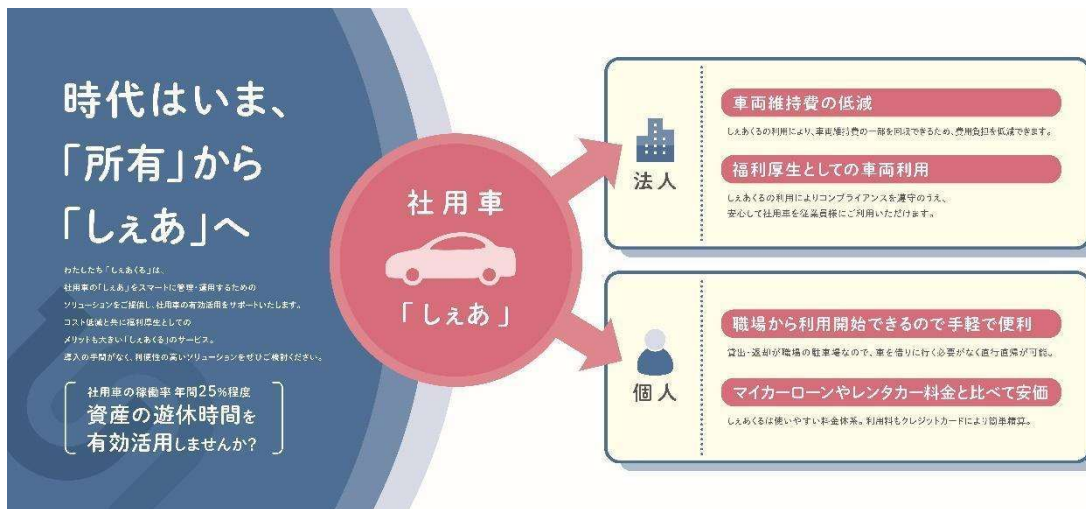 時代はいま、
「所有」から
「しぇあ」へ
わたしたち「しぇあくる」は、
社用車の「しぇあ」をスマートに管理・運用するための
ソリューションをご提供し、社用車の有効活用をサポートいたします。
コスト低減と共に福利厚生としての
メリットも大きい「しぇあくる」のサービス。
導入の手間がなく、利便性の高いソリューションをぜひご検討ください。
社用車の稼働率 年間25%程度
資産の遊休時間を
有効活用しませんか?
社用車
「しぇあ」
法人
車両維持費の低減
しぇあくるの利用により、車両維持費の一部を回収できるため、費用負担を低減できます。
福利厚生としての車両利用
しぇあくるの利用によりコンプライアンスを遵守のうえ、
安心して社用車を従業員様にご利用いただけます。
個人
職場から利用開始できるので手軽で便利
貸出・返却が職場の駐車場なので、車を借りに行く必要がなく直行直帰が可能。
マイカーローンやレンタカー料金と比べて安価
しぇあくるは使いやすい料金体系。利用料もクレジットカードにより簡単精算。